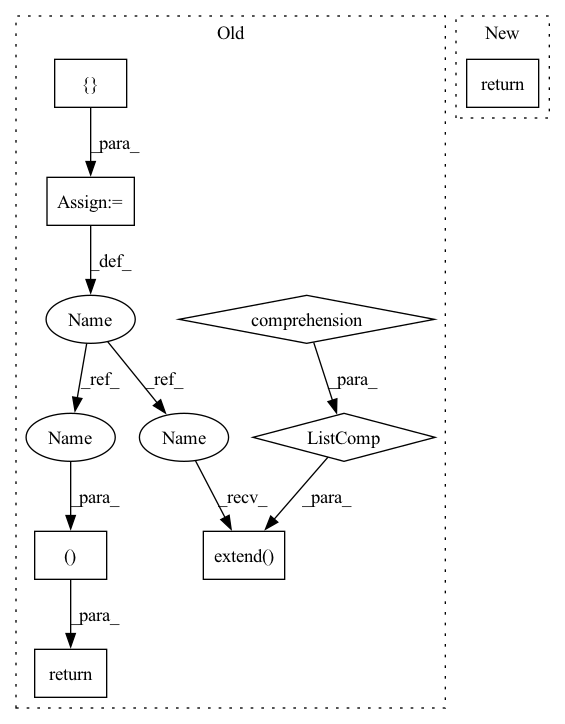 Old
New
{}
return
_para_
Assign:=
_def_
Name
comprehension
_ref_
_ref_
_para_
Name
Name
ListComp
_para_
_recv_
_para_
()
extend()
_para_
return